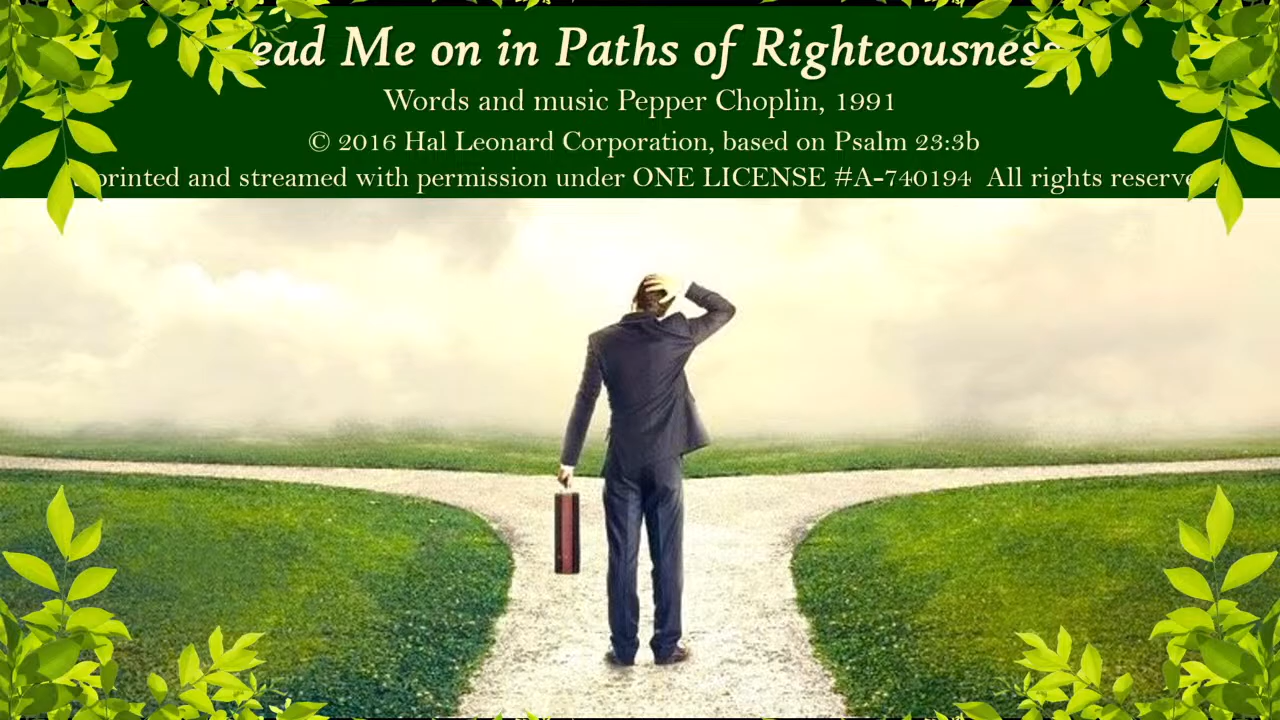 ead Me on in Paths of Righteousness
Words and music Pepper Choplin, 1991
© 2016 Hal Leonard Corporation, based on Psalm 23:3b
printed and streamed with permission under ONE LICENSE #A-740194 All rights reserve